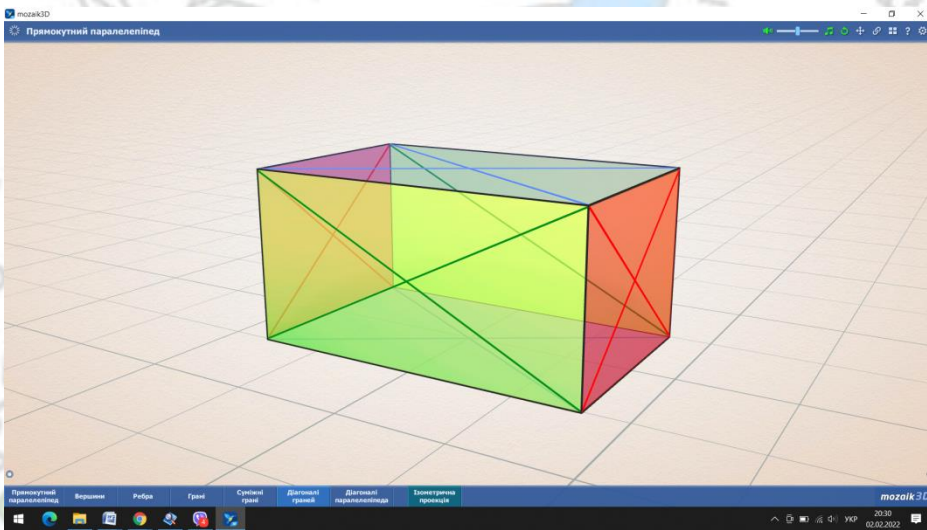 mozaik3D
Прямокутний паралелепіпед
Прямокутний
паралелепіпед
Вершини
Ребра
Грані
Суміжні
грані
Діагоналі
граней
Діагоналі
паралелепіпеда
Ізометрична
проекція
mozaik3D
УКР
20:30
02.02.2022